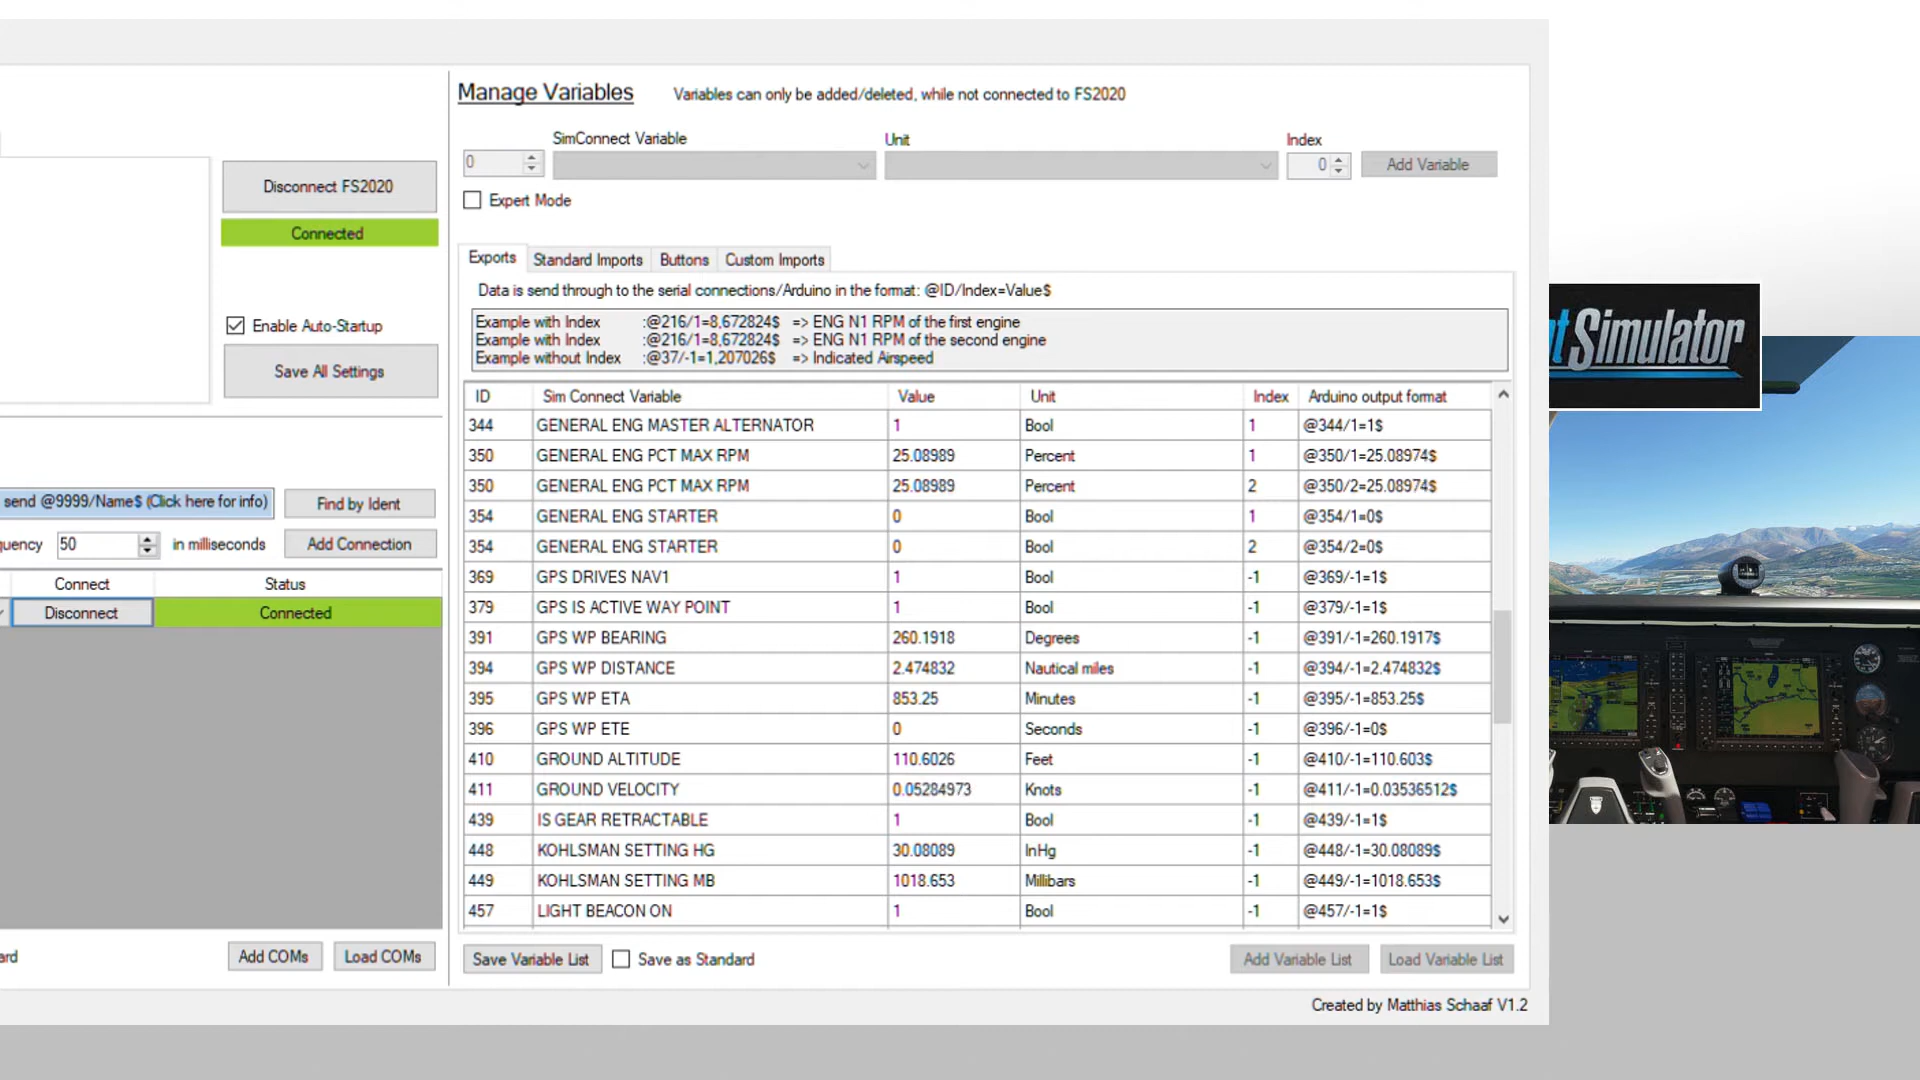 Manage Variables
Variables can only be added/deleted, while not connected to FS2020
SimConnect Variable
Unit
Index
0
0
Add Variable
Expert Mode
Disconnect FS2020
Connected
Enable Auto-Startup
Save All Settings
send @9999/Name$ (Click here for info)
Find by Ident
50
in milliseconds
Add Connection
Connect
Status
Disconnect
Connected
Add COMs
Load COMs
Exports
Standard Imports
Buttons
Custom Imports
Data is send through to the serial connections/Arduino in the format: @ID/Index=Value$
Example with Index :@216/1=8,672824$ => ENG N1 RPM of the first engine
Example with Index :@216/1=8,672824$ => ENG N1 RPM of the second engine
Example without Index :@37/-1=1,207026$ => Indicated Airspeed
ID Sim Connect Variable Value Unit Index Arduino output format
344 GENERAL ENG MASTER ALTERNATOR 1 Bool 1 @344/1=1$
350 GENERAL ENG PCT MAX RPM 25.08989 Percent 1 @350/1=25.08974$
350 GENERAL ENG PCT MAX RPM 25.08989 Percent 2 @350/2=25.08974$
354 GENERAL ENG STARTER 0 Bool 1 @354/1=0$
354 GENERAL ENG STARTER 0 Bool 2 @354/2=0$
369 GPS DRIVES NAV1 1 Bool -1 @369/-1=1$
379 GPS IS ACTIVE WAY POINT 1 Bool -1 @379/-1=1$
391 GPS WP BEARING 260.1918 Degrees -1 @391/-1=260.1917$
394 GPS WP DISTANCE 2.474832 Nautical miles -1 @394/-1=2.474832$
395 GPS WP ETA 853.25 Minutes -1 @395/-1=853.25$
396 GPS WP ETE 0 Seconds -1 @396/-1=0$
410 GROUND ALTITUDE 110.6026 Feet -1 @410/-1=110.603$
411 GROUND VELOCITY 0.05284973 Knots -1 @411/-1=0.03536512$
439 IS GEAR RETRACTABLE 1 Bool -1 @439/-1=1$
448 KOHLSMAN SETTING HG 30.08089 InHg -1 @448/-1=30.08089$
449 KOHLSMAN SETTING MB 1018.653 Millibars -1 @449/-1=1018.653$
457 LIGHT BEACON ON 1 Bool -1 @457/-1=1$
Save Variable List
Save as Standard
Add Variable List
Load Variable List
Created by Matthias Schaaf V1.2
Simulator